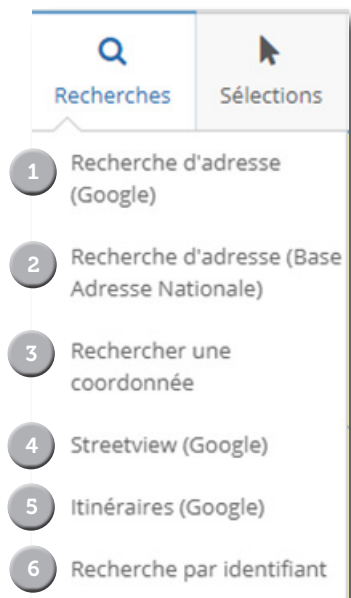 Recherches
Sélections
1 Recherche d'adresse
(Google)
2 Recherche d'adresse (Base
Adresse Nationale)
3 Rechercher une
coordonnée
4 Streetview (Google)
5 Itinéraires (Google)
6 Recherche par identifiant